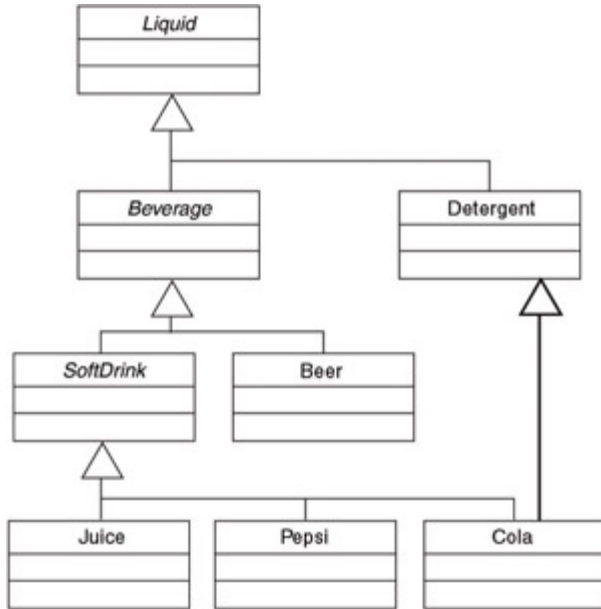 Liquid
Beverage
Detergent
SoftDrink
Beer
Juice
Pepsi
Cola